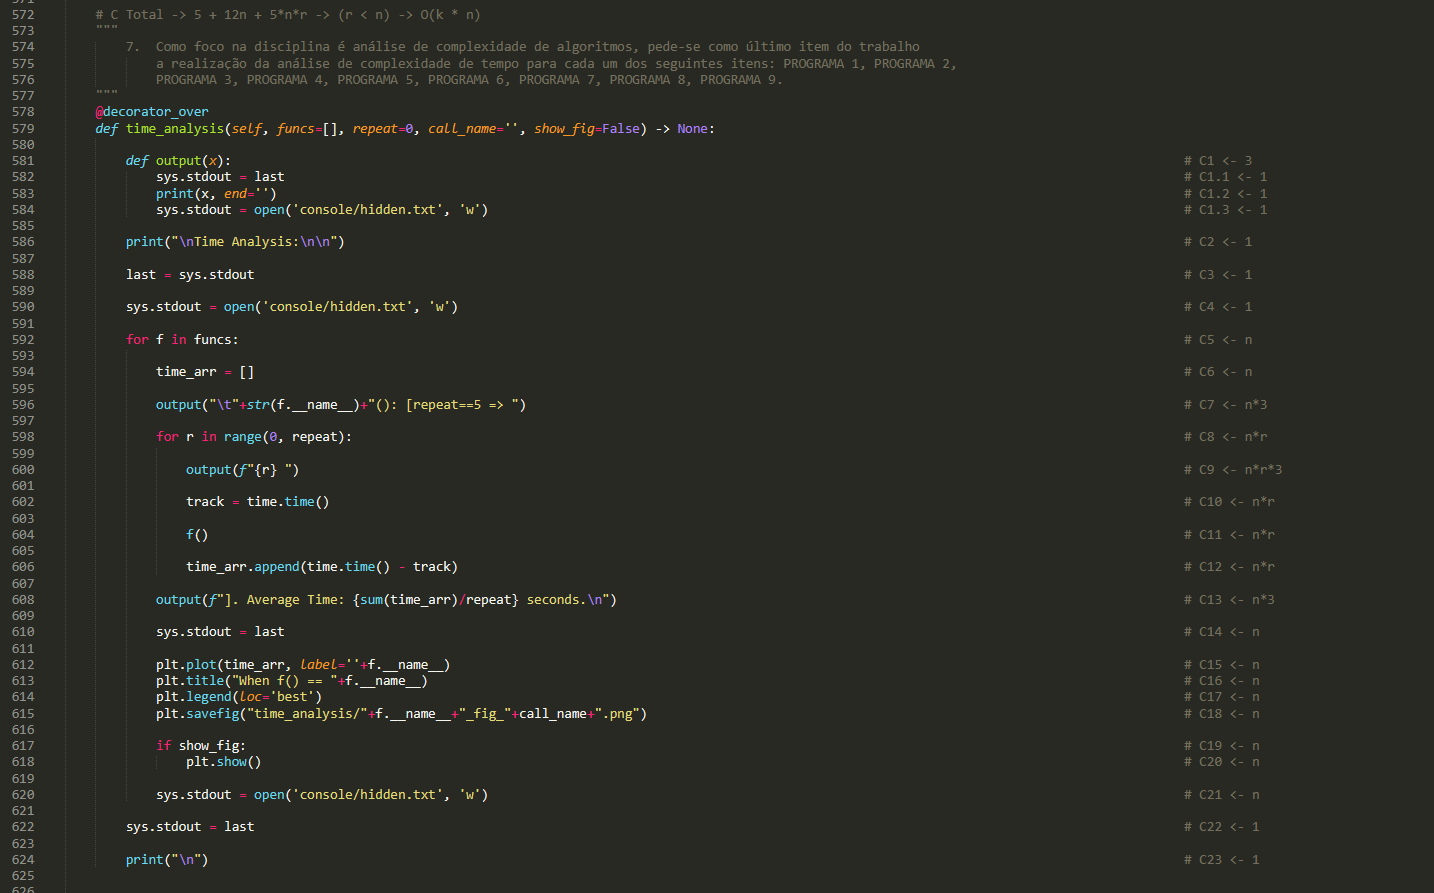 572 # C Total -> 5 + 12n + 5*n*r -> (r < n) -> O(k * n)
573 """
574 7. Como foco na disciplina é análise de complexidade de algoritmos, pede-se como último item do trabalho
575 a realização da análise de complexidade de tempo para cada um dos seguintes itens: PROGRAMA 1, PROGRAMA 2,
576 PROGRAMA 3, PROGRAMA 4, PROGRAMA 5, PROGRAMA 6, PROGRAMA 7, PROGRAMA 8, PROGRAMA 9.
577 """
578 @decorator_over
579 def time_analysis(self, funcs=[], repeat=0, call_name='', show_fig=False) -> None:
580
581 def output(x): # C1 <- 3
582 sys.stdout = last # C1.1 <- 1
583 print(x, end='') # C1.2 <- 1
584 sys.stdout = open('console/hidden.txt', 'w') # C1.3 <- 1
585
586 print("\nTime Analysis:\n\n") # C2 <- 1
587
588 last = sys.stdout # C3 <- 1
589
590 sys.stdout = open('console/hidden.txt', 'w') # C4 <- 1
591
592 for f in funcs: # C5 <- n
593
594 time_arr = [] # C6 <- n
595
596 output("\t"+str(f.__name__)+"(): [repeat==5 => ") # C7 <- n*3
597
598 for r in range(0, repeat): # C8 <- n*r
599
600 output(f"{r} ") # C9 <- n*r*3
601
602 track = time.time() # C10 <- n*r
603
604 f() # C11 <- n*r
605
606 time_arr.append(time.time() - track) # C12 <- n*r
607
608 output(f"]. Average Time: {sum(time_arr)/repeat} seconds.\n") # C13 <- n*3
609
610 sys.stdout = last # C14 <- n
611
612 plt.plot(time_arr, label=''+f.__name__) # C15 <- n
613 plt.title("When f() == "+f.__name__) # C16 <- n
614 plt.legend(loc='best') # C17 <- n
615 plt.savefig("time_analysis/"+f.__name__+"_fig_"+call_name+".png") # C18 <- n
616
617 if show_fig: # C19 <- n
618 plt.show() # C20 <- n
619
620 sys.stdout = open('console/hidden.txt', 'w') # C21 <- n
621
622 sys.stdout = last # C22 <- 1
623
624 print("\n") # C23 <- 1
625